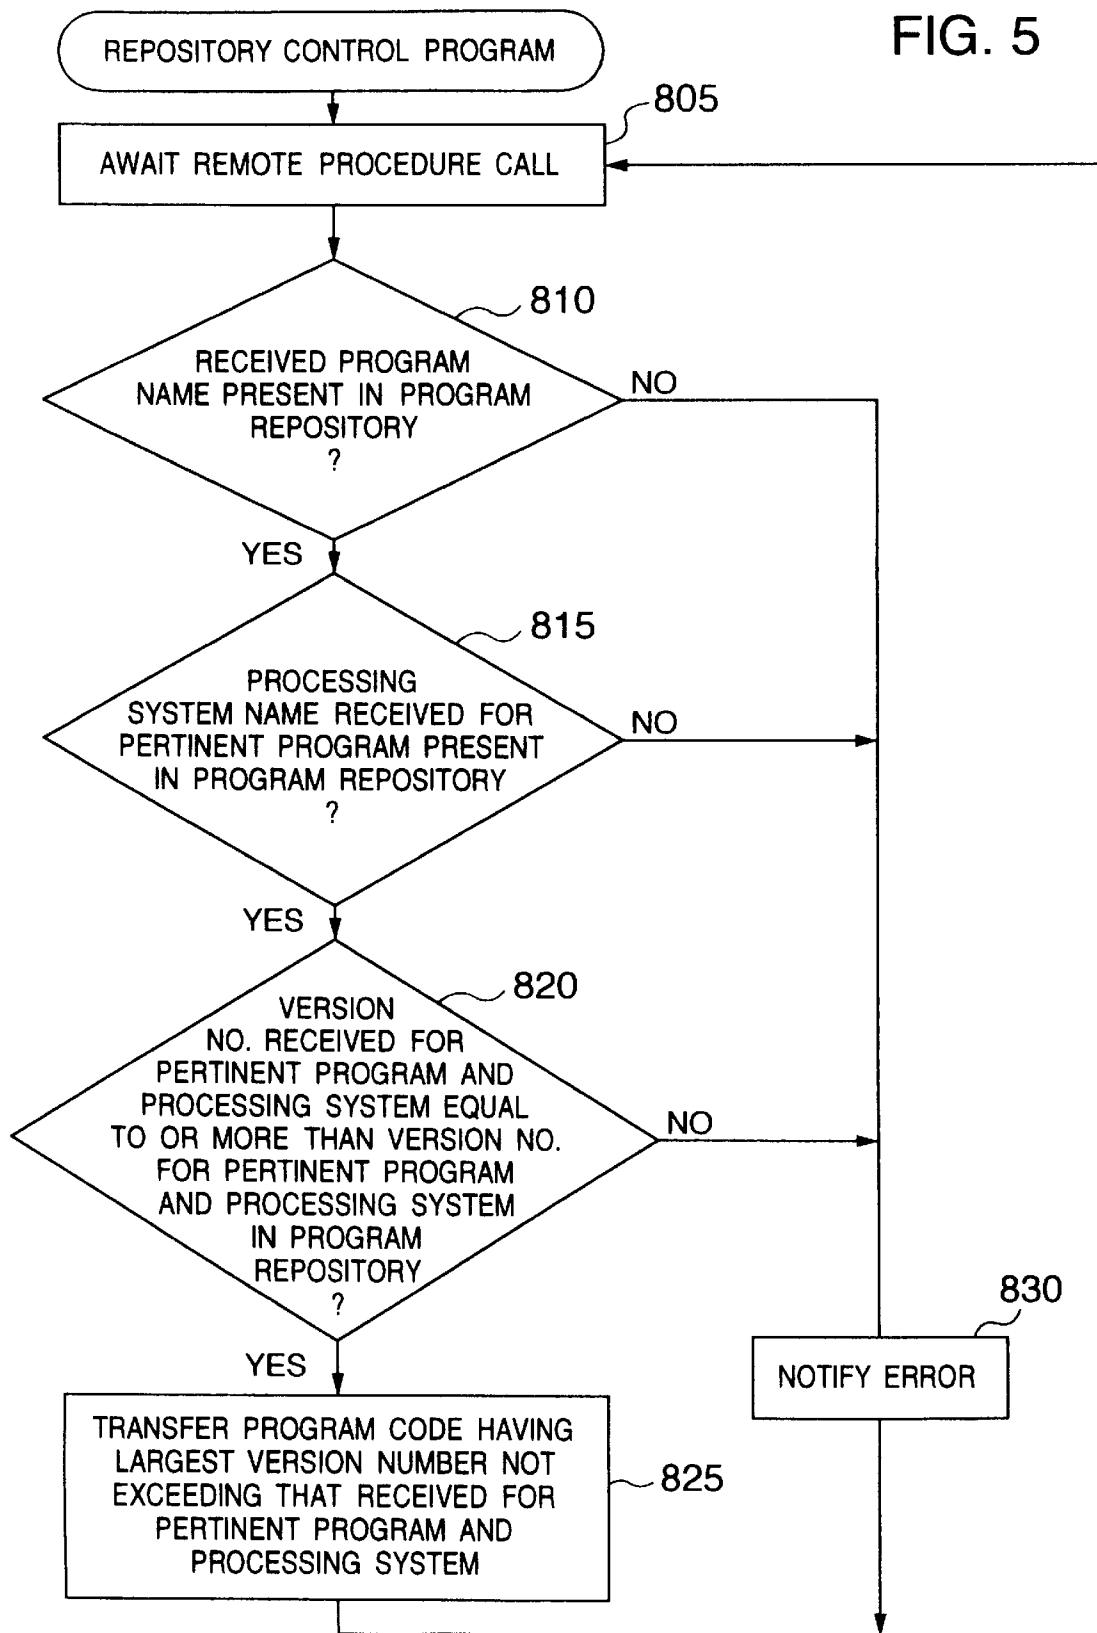 FIG. 5
REPOSITORY CONTROL PROGRAM
805
AWAIT REMOTE PROCEDURE CALL
810
RECEIVED PROGRAM
NAME PRESENT IN PROGRAM
REPOSITORY
?
NO
YES
815
PROCESSING
SYSTEM NAME RECEIVED FOR
PERTINENT PROGRAM PRESENT
IN PROGRAM REPOSITORY
?
NO
YES
820
VERSION
NO. RECEIVED FOR
PERTINENT PROGRAM AND
PROCESSING SYSTEM EQUAL
TO OR MORE THAN VERSION NO.
FOR PERTINENT PROGRAM
AND PROCESSING SYSTEM
IN PROGRAM
REPOSITORY
?
NO
YES
830
NOTIFY ERROR
TRANSFER PROGRAM CODE HAVING
LARGEST VERSION NUMBER NOT
EXCEEDING THAT RECEIVED FOR
PERTINENT PROGRAM AND
PROCESSING SYSTEM
825